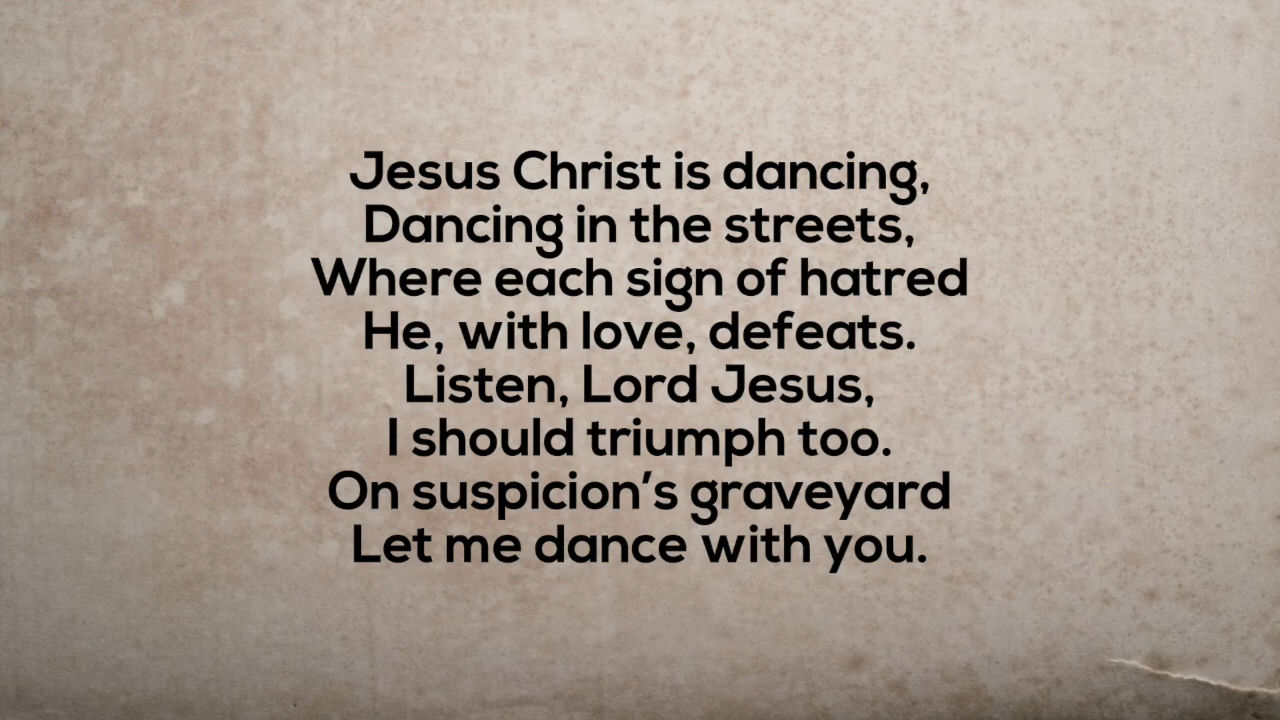 Jesus Christ is dancing,
Dancing in the streets,
Where each sign of hatred
He, with love, defeats.
Listen, Lord Jesus,
I should triumph too.
On suspicion’s graveyard
Let me dance with you.